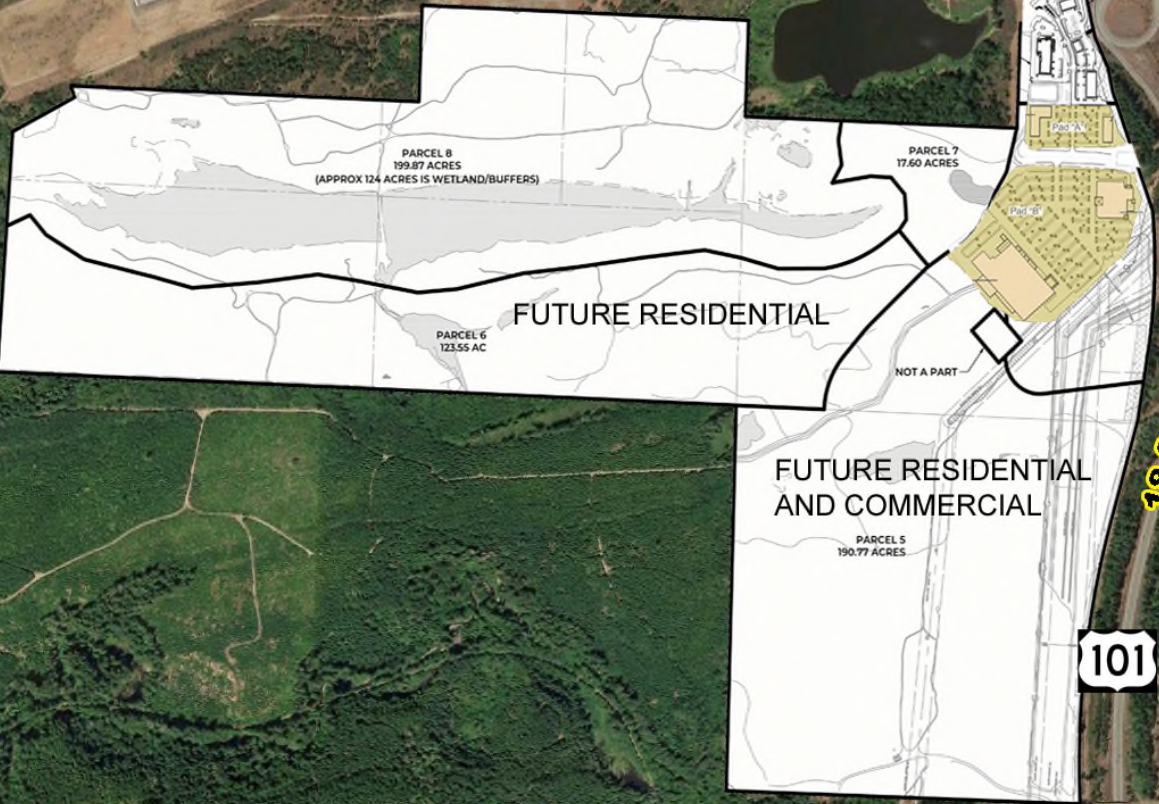 PARCEL 8
199.87 ACRES
(APPROX 124 ACRES IS WETLAND/BUFFERS)
PARCEL 7
17.60 ACRES
Pad "A"
Pad "B"
FUTURE RESIDENTIAL
PARCEL 6
123.55 AC
NOT A PART
FUTURE RESIDENTIAL
AND COMMERCIAL
PARCEL 5
190.77 ACRES
101